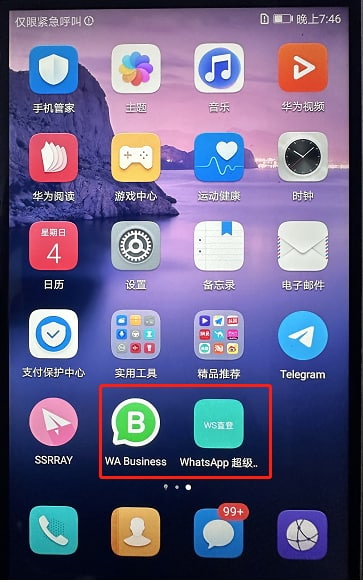 仅限紧急呼叫
晚上7:46
手机管家
主题
音乐
华为视频
华为阅读
游戏中心
运动健康
时钟
星期日
4
日历
设置
备忘录
电子邮件
支付保护中心
实用工具
精品推荐
Telegram
WS直登
SSRRAY
WA Business
WhatsApp 超级..
99+